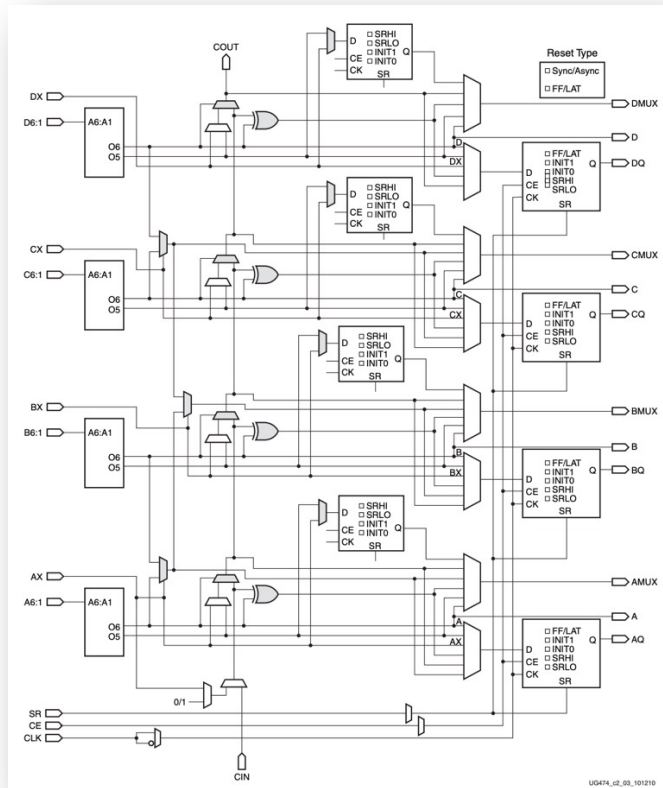 COUT
SRHI
SRLO
INIT1
INIT0
D
Q
CE
CK
SR
Reset Type
Sync/Async
FF/LAT
DX
D6:1
A6:A1
O6
O5
DMUX
D
D
DX
FF/LAT
INIT1
INIT0
SRHI
SRLO
D
CE
CK
Q
SR
DQ
SRHI
SRLO
INIT1
INIT0
D
Q
CE
CK
SR
CX
C6:1
A6:A1
O6
O5
CMUX
C
C
CX
FF/LAT
INIT1
INIT0
SRHI
SRLO
D
CE
CK
Q
SR
CQ
SRHI
SRLO
INIT1
INIT0
D
Q
CE
CK
SR
BX
B6:1
A6:A1
O6
O5
BMUX
B
B
BX
FF/LAT
INIT1
INIT0
SRHI
SRLO
D
CE
CK
Q
SR
BQ
SRHI
SRLO
INIT1
INIT0
D
Q
CE
CK
SR
AX
A6:1
A6:A1
O6
O5
AMUX
A
A
AX
FF/LAT
INIT1
INIT0
SRHI
SRLO
D
CE
CK
Q
SR
AQ
0/1
SR
CE
CLK
CIN
UG474_c2_03_101210